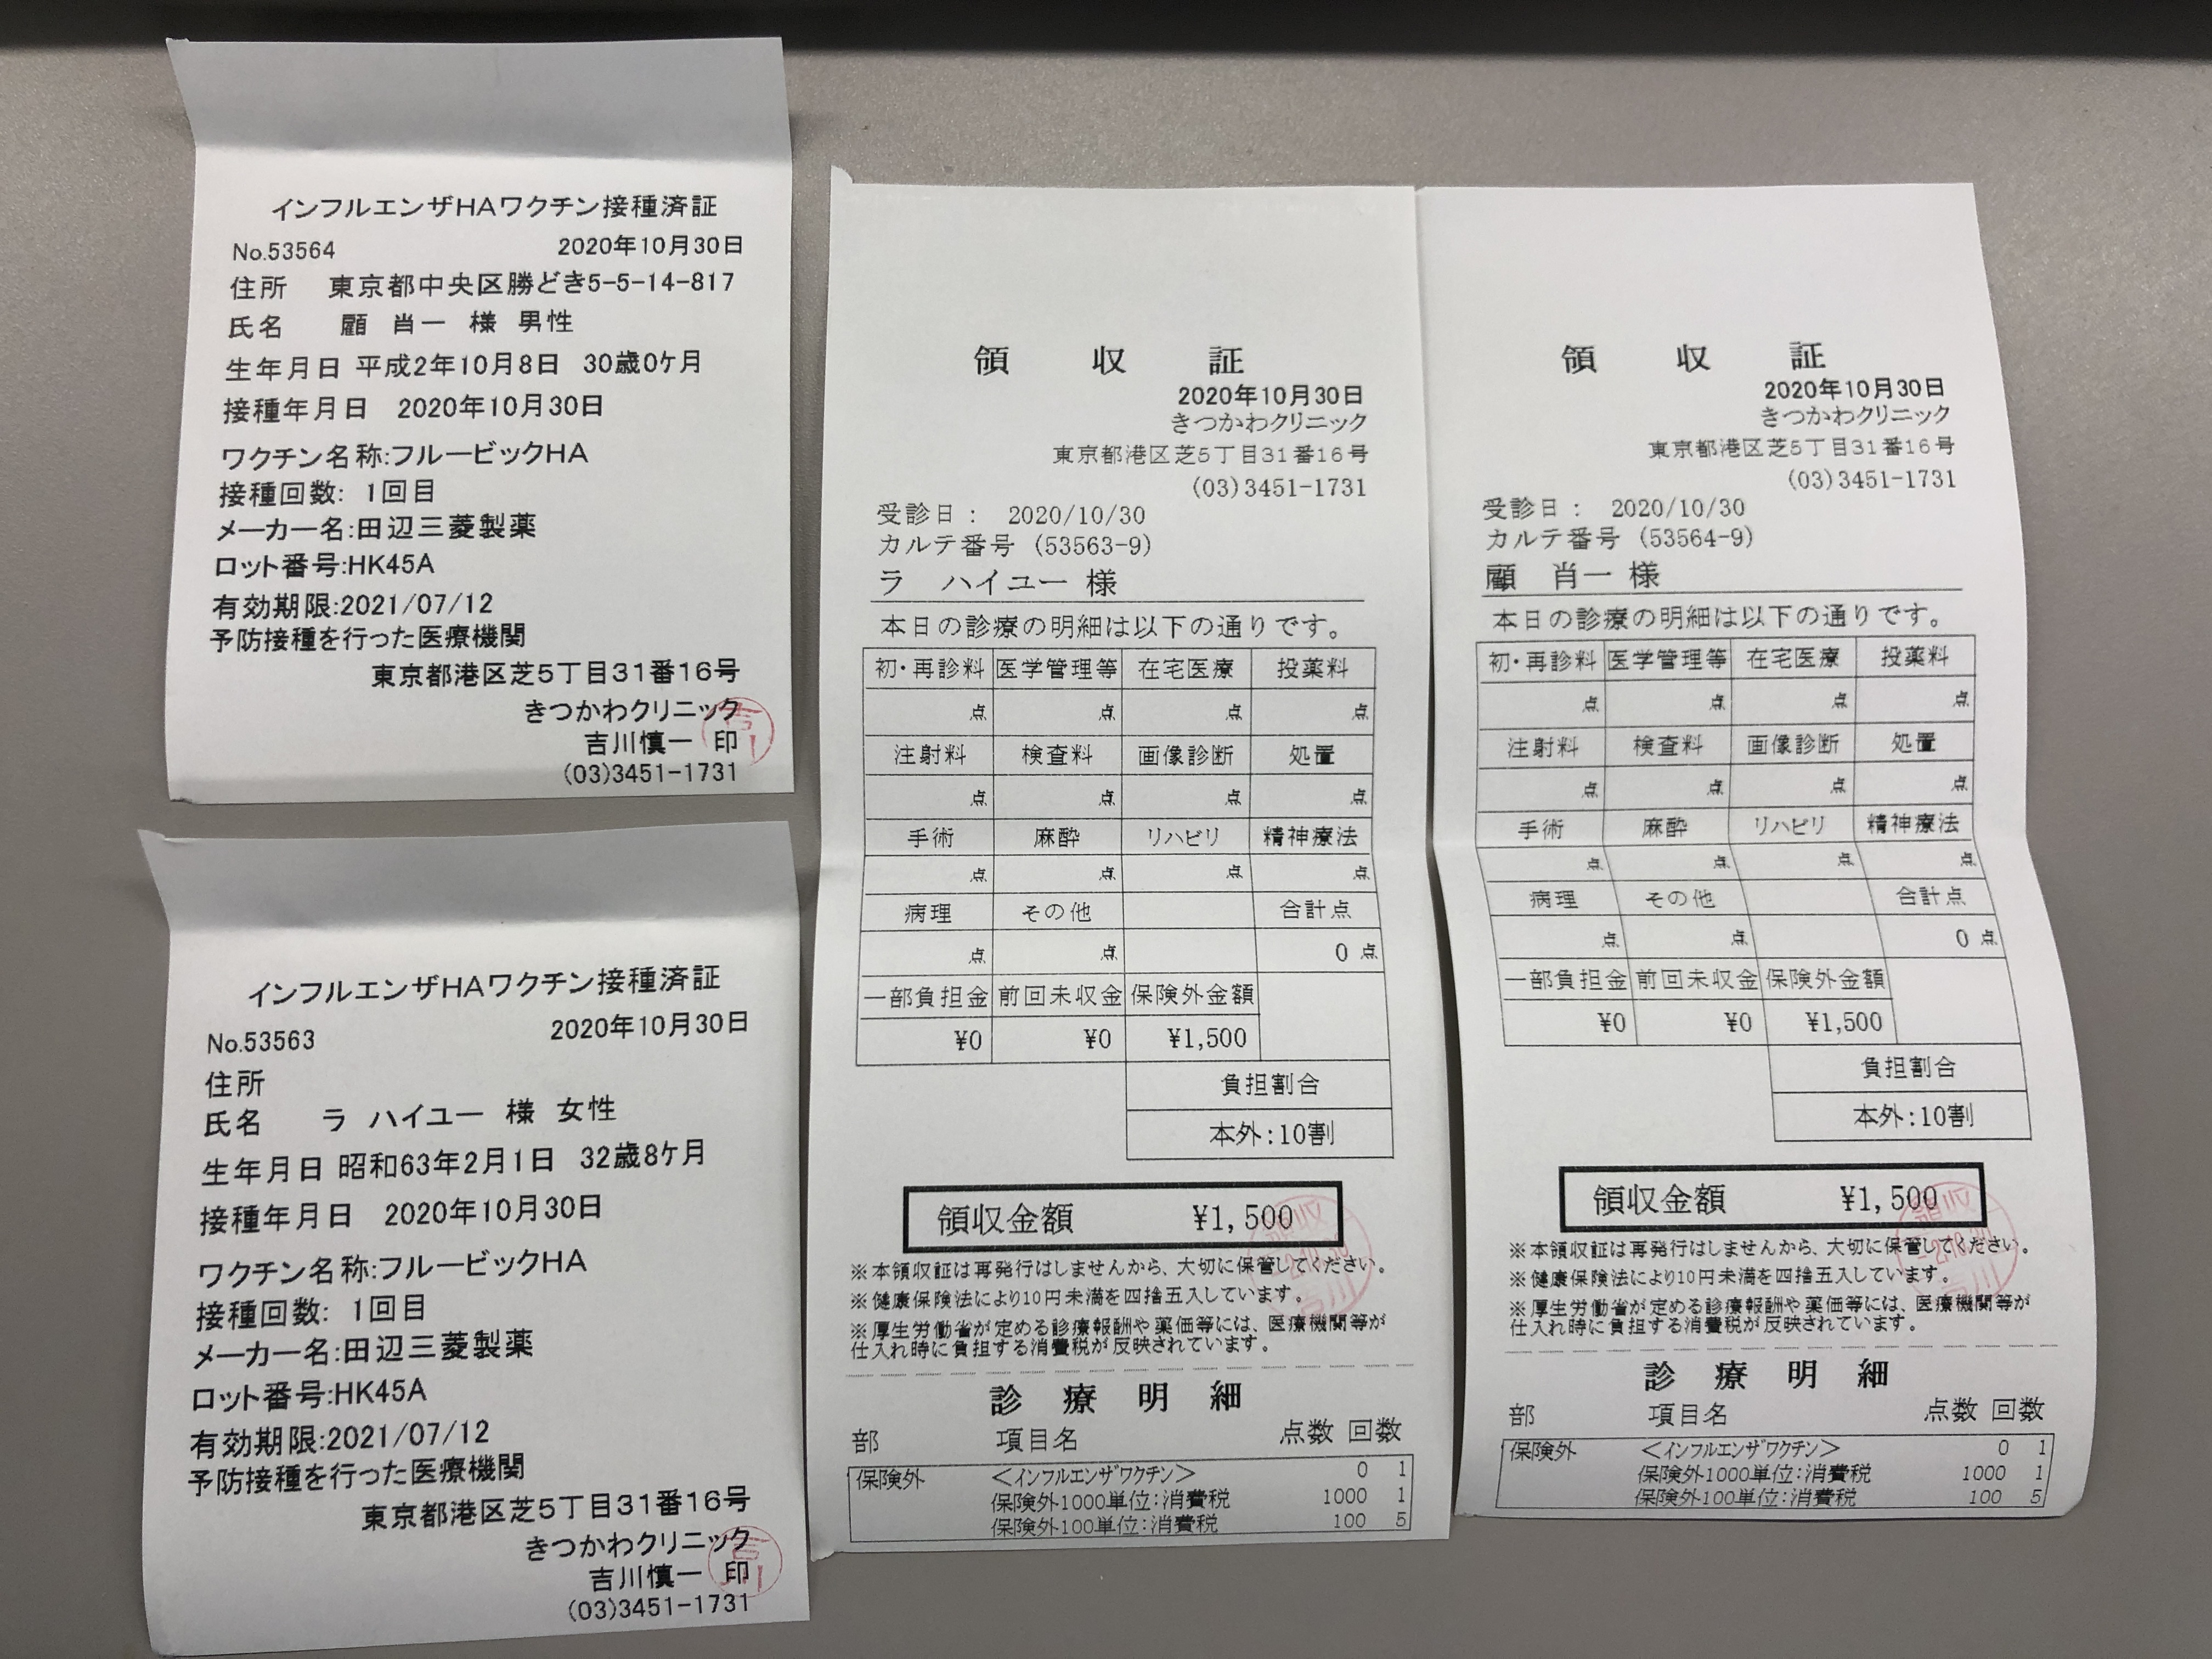 インフルエンザHAワクチン接種済証
2020年10月30日
No.53564
住所 東京都中央区勝どき5-5-14-817
氏名 顧 肖一 様 男性
生年月日 平成2年10月8日 30歳0ヶ月
接種年月日 2020年10月30日
ワクチン名称:フルービックHA
接種回数: 1回目
メーカー名:田辺三菱製薬
ロット番号:HK45A
有効期限:2021/07/12
予防接種を行った医療機関
東京都港区芝5丁目31番16号
きつかわクリニック
吉川慎一 印
(03)3451-1731
インフルエンザHAワクチン接種済証
2020年10月30日
No.53563
住所
氏名 ラ ハイユー 様 女性
生年月日 昭和63年2月1日 32歳8ヶ月
接種年月日 2020年10月30日
ワクチン名称:フルービックHA
接種回数: 1回目
メーカー名:田辺三菱製薬
ロット番号:HK45A
有効期限:2021/07/12
予防接種を行った医療機関
東京都港区芝5丁目31番16号
きつかわクリニック
吉川慎一 印
(03)3451-1731
領 収 証
2020年10月30日
きつかわクリニック
東京都港区芝5丁目31番16号
(03)3451-1731
受診日: 2020/10/30
カルテ番号 (53563-9)
ラ ハイユー 様
本日の診療の明細は以下の通りです。
初・再診料 医学管理等 在宅医療 投薬料
点 点 点 点
注射料 検査料 画像診断 処置
点 点 点 点
手術 麻酔 リハビリ 精神療法
点 点 点 点
病理 その他 合計点
点 点 0 点
一部負担金 前回未収金 保険外金額
¥0 ¥0 ¥1,500
負担割合
本外:10割
領収金額 ¥1,500
※本領収証は再発行はしませんから、大切に保管してください。
※健康保険法により10円未満を四捨五入しています。
※厚生労働省が定める診療報酬や薬価等には、医療機関等が
仕入れ時に負担する消費税が反映されています。
診 療 明 細
部 項目名 点数 回数
保険外 <インフルエンザワクチン> 0 1
保険外1000単位:消費税 1000 1
保険外100単位:消費税 100 5
領 収 証
2020年10月30日
きつかわクリニック
東京都港区芝5丁目31番16号
(03)3451-1731
受診日: 2020/10/30
カルテ番号 (53564-9)
顧 肖一 様
本日の診療の明細は以下の通りです。
初・再診料 医学管理等 在宅医療 投薬料
点 点 点 点
注射料 検査料 画像診断 処置
点 点 点 点
手術 麻酔 リハビリ 精神療法
点 点 点 点
病理 その他 合計点
点 点 0 点
一部負担金 前回未収金 保険外金額
¥0 ¥0 ¥1,500
負担割合
本外:10割
領収金額 ¥1,500
※本領収証は再発行はしませんから、大切に保管してください。
※健康保険法により10円未満を四捨五入しています。
※厚生労働省が定める診療報酬や薬価等には、医療機関等が
仕入れ時に負担する消費税が反映されています。
診 療 明 細
部 項目名 点数 回数
保険外 <インフルエンザワクチン> 0 1
保険外1000単位:消費税 1000 1
保険外100単位:消費税 100 5